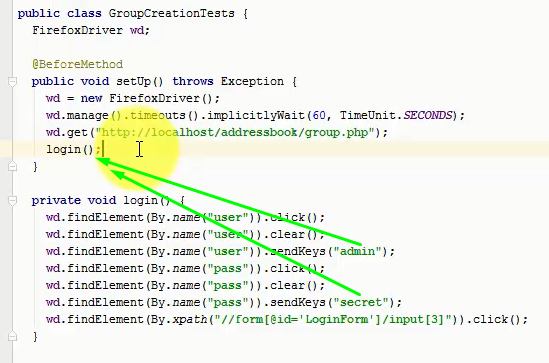 public class GroupCreationTests {
FirefoxDriver wd;
@BeforeMethod
public void setUp() throws Exception {
wd = new FirefoxDriver();
wd.manage().timeouts().implicitlyWait(60, TimeUnit.SECONDS);
wd.get("http://localhost/addressbook/group.php");
login();
}
private void login() {
wd.findElement(By.name("user")).click();
wd.findElement(By.name("user")).clear();
wd.findElement(By.name("user")).sendKeys("admin");
wd.findElement(By.name("pass")).click();
wd.findElement(By.name("pass")).clear();
wd.findElement(By.name("pass")).sendKeys("secret");
wd.findElement(By.xpath("//form[@id='LoginForm']/input[3]")).click();
}